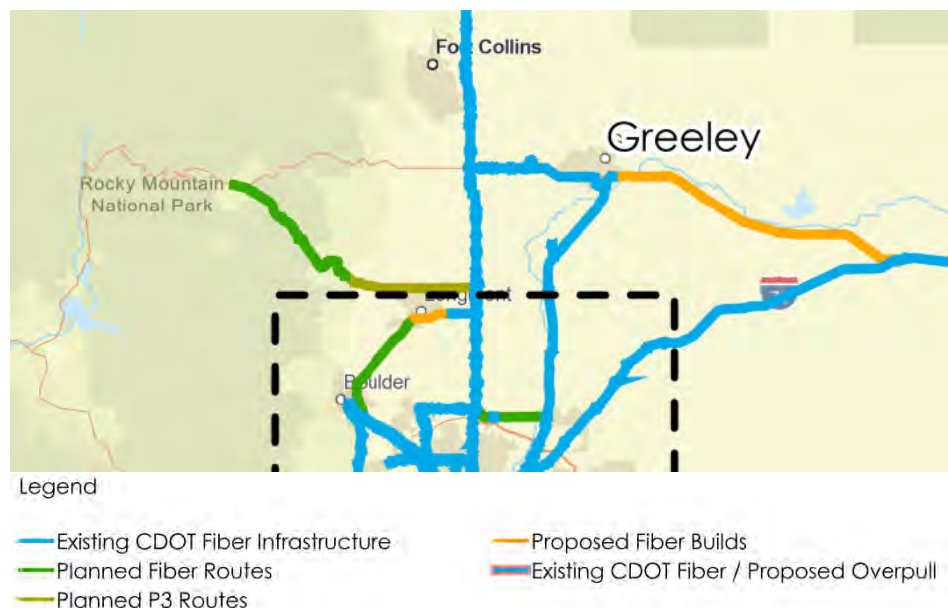 Fort Collins
Greeley
Rocky Mountain
National Park
Longmont
Boulder
Legend
Existing CDOT Fiber Infrastructure
Proposed Fiber Builds
Planned Fiber Routes
Existing CDOT Fiber / Proposed Overpull
Planned P3 Routes